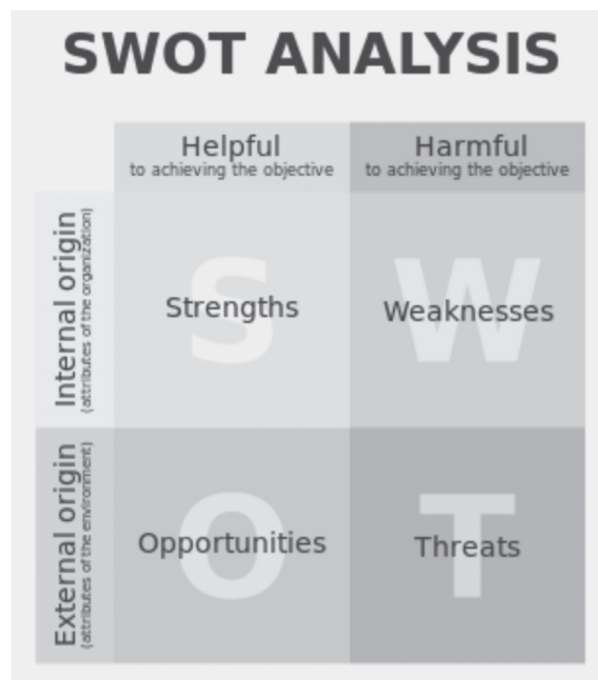 SWOT ANALYSIS
Helpful
to achieving the objective
Harmful
to achieving the objective
Internal origin
(attributes of the organization)
S
Strengths
W
Weaknesses
External origin
(attributes of the environment)
O
Opportunities
T
Threats